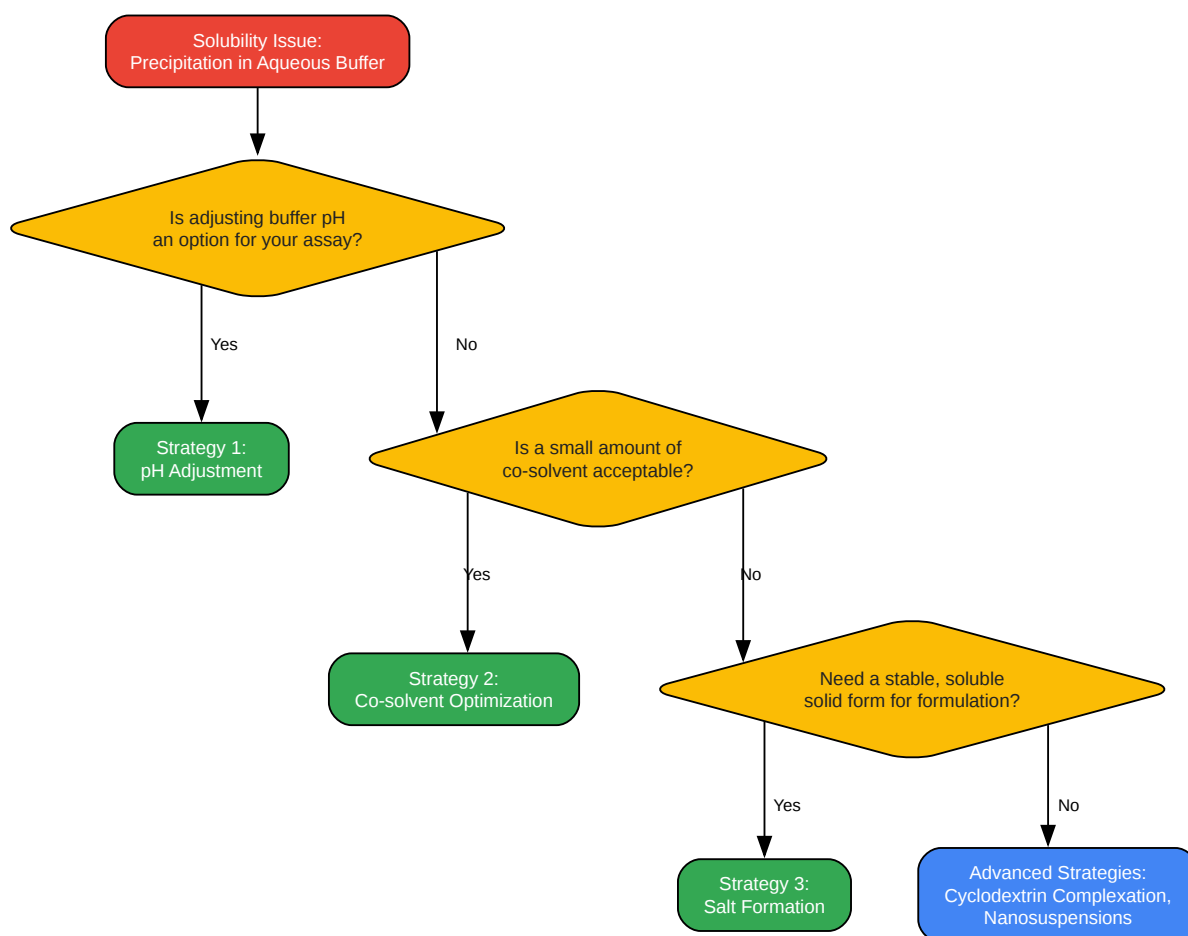 Solubility Issue:
Precipitation in Aqueous Buffer
Is adjusting buffer pH
an option for your assay?
Yes
No
Strategy 1:
pH Adjustment
Is a small amount of
co-solvent acceptable?
Yes
No
Strategy 2:
Co-solvent Optimization
Need a stable, soluble
solid form for formulation?
Yes
No
Strategy 3:
Salt Formation
Advanced Strategies:
Cyclodextrin Complexation,
Nanosuspensions